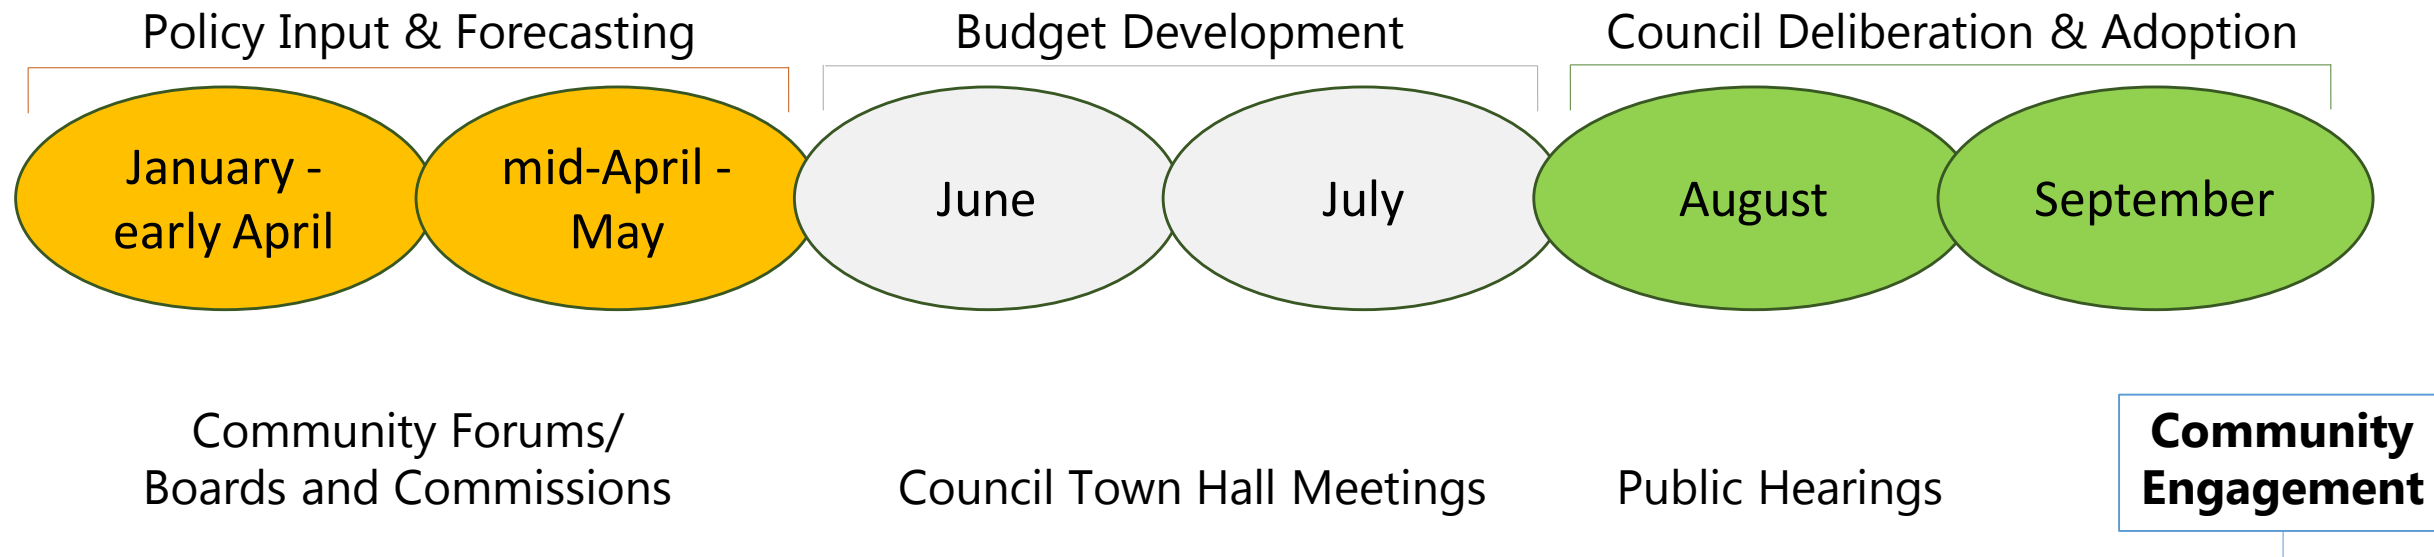 Policy Input & Forecasting
Budget Development
Council Deliberation & Adoption
January -
early April
mid-April -
May
June
July
August
September
Community Forums/
Boards and Commissions
Council Town Hall Meetings
Public Hearings
Community
Engagement